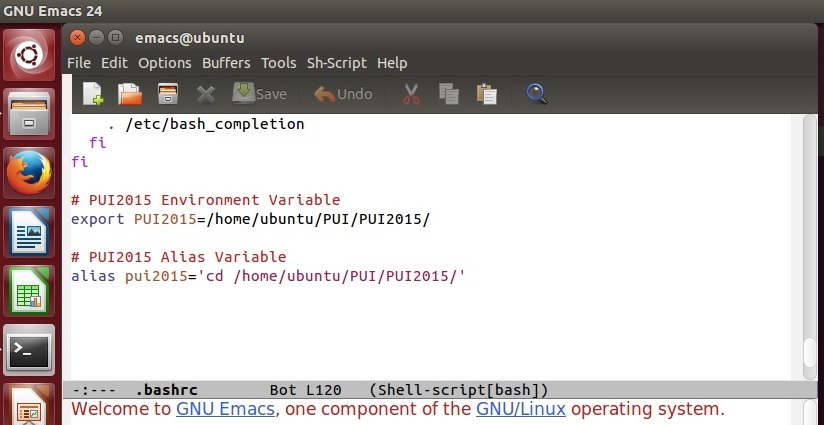 GNU Emacs 24
emacs@ubuntu
File Edit Options Buffers Tools Sh-Script Help
Save Undo
. /etc/bash_completion
fi
fi
# PUI2015 Environment Variable
export PUI2015=/home/ubuntu/PUI/PUI2015/
# PUI2015 Alias Variable
alias pui2015='cd /home/ubuntu/PUI/PUI2015/'
-:--- .bashrc Bot L120 (Shell-script[bash])
Welcome to GNU Emacs, one component of the GNU/Linux operating system.